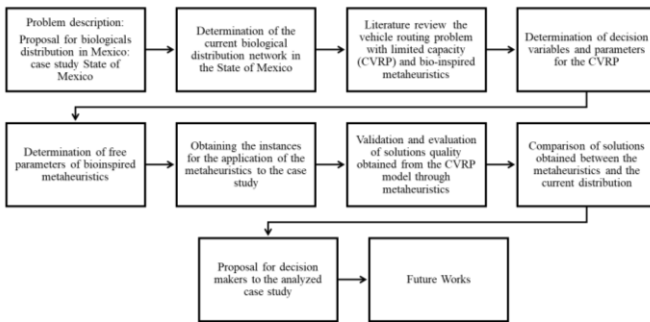 Problem description:
Proposal for biologicals
distribution in Mexico:
case study State of
Mexico
Determination of the
current biological
distribution network in
the State of Mexico
Literature review the
vehicle routing problem
with limited capacity
(CVRP) and bio-inspired
metaheuristics
Determination of decision
variables and parameters
for the CVRP
Determination of free
parameters of bioinspired
metaheuristics
Obtaining the instances
for the application of the
metaheuristics to the case
study
Validation and evaluation
of solutions quality
obtained from the CVRP
model through
metaheuristics
Comparison of solutions
obtained between the
metaheuristics and the
current distribution
Proposal for decision
makers to the analyzed
case study
Future Works